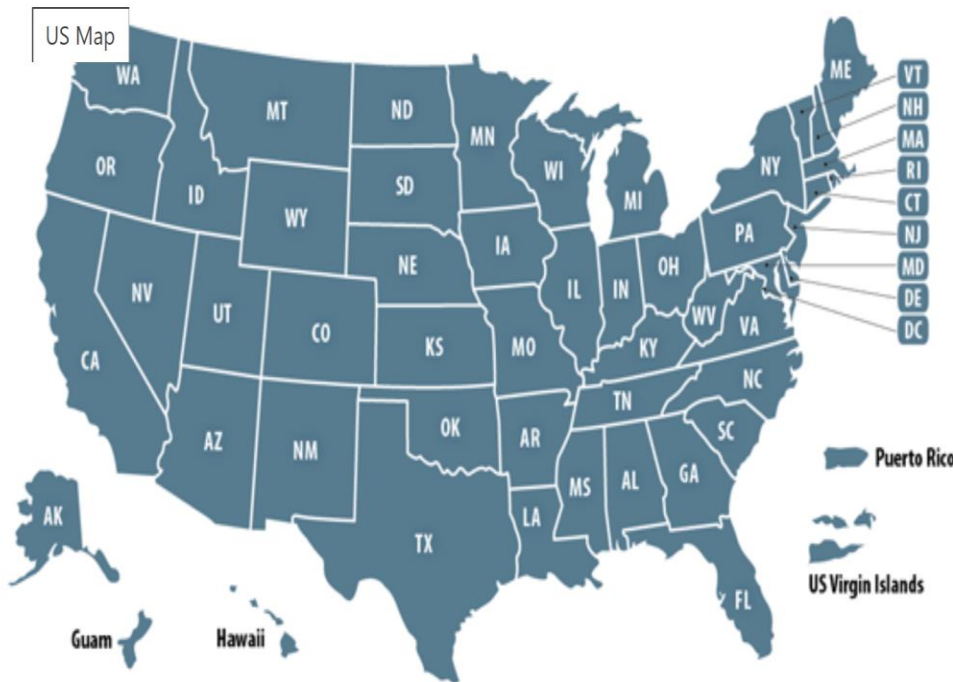 US Map
WA
MT
ND
MN
ME
VT
NH
MA
RI
CT
NJ
MD
DE
DC
OR
ID
WY
SD
WI
MI
NY
PA
NV
UT
CO
NE
IA
IL
IN
OH
WV
VA
CA
KS
MO
KY
AZ
NM
OK
AR
TN
NC
SC
MS
AL
GA
LA
TX
FL
AK
Puerto Rico
US Virgin Islands
Guam
Hawaii